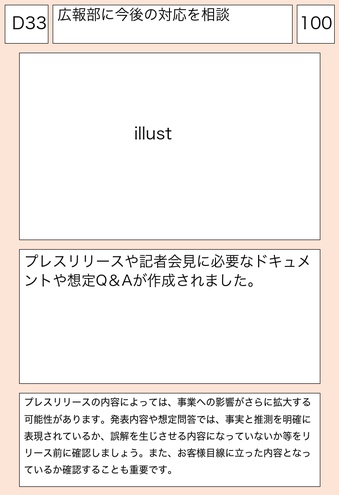 D33
広報部に今後の対応を相談
100
illust
プレスリリースや記者会見に必要なドキュメ
ントや想定Q&Aが作成されました。
プレスリリースの内容によっては、事業への影響がさらに拡大する
可能性があります。発表内容や想定問答では、事実と推測を明確に
表現されているか、誤解を生じさせる内容になっていないか等をリ
リース前に確認しましょう。また、お客様目線に立った内容となっ
ているか確認することも重要です。